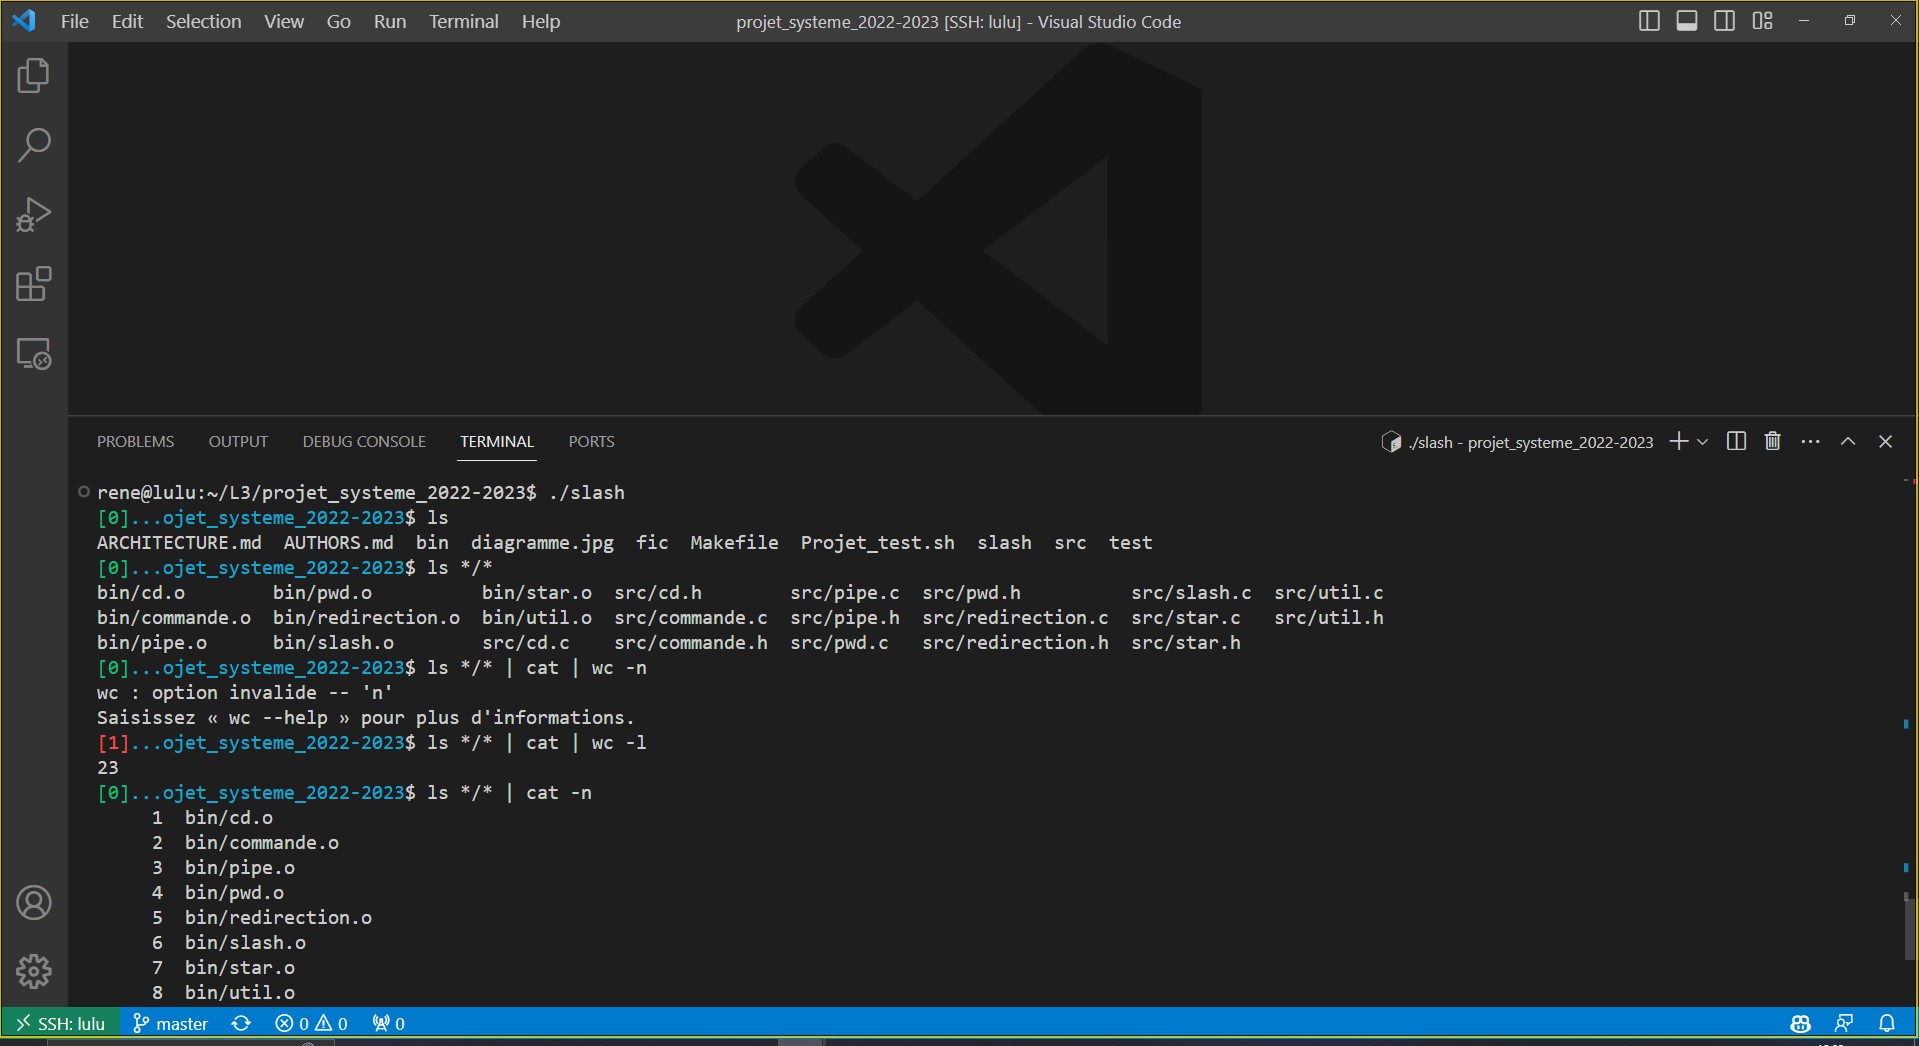 File Edit Selection View Go Run Terminal Help projet_systeme_2022-2023 [SSH: lulu] - Visual Studio Code
PROBLEMS OUTPUT DEBUG CONSOLE TERMINAL PORTS ./slash - projet_systeme_2022-2023
rene@lulu:~/L3/projet_systeme_2022-2023$ ./slash
[0]...ojet_systeme_2022-2023$ ls
ARCHITECTURE.md AUTHORS.md bin diagramme.jpg fic Makefile Projet_test.sh slash src test
[0]...ojet_systeme_2022-2023$ ls */*
bin/cd.o bin/pwd.o bin/star.o src/cd.h src/pipe.c src/pwd.h src/slash.c src/util.c
bin/commande.o bin/redirection.o bin/util.o src/commande.c src/pipe.h src/redirection.c src/star.c src/util.h
bin/pipe.o bin/slash.o src/cd.c src/commande.h src/pwd.c src/redirection.h src/star.h
[0]...ojet_systeme_2022-2023$ ls */* | cat | wc -n
wc : option invalide -- 'n'
Saisissez « wc --help » pour plus d'informations.
[1]...ojet_systeme_2022-2023$ ls */* | cat | wc -l
23
[0]...ojet_systeme_2022-2023$ ls */* | cat -n
1 bin/cd.o
2 bin/commande.o
3 bin/pipe.o
4 bin/pwd.o
5 bin/redirection.o
6 bin/slash.o
7 bin/star.o
8 bin/util.o
SSH: lulu master 0 0 0